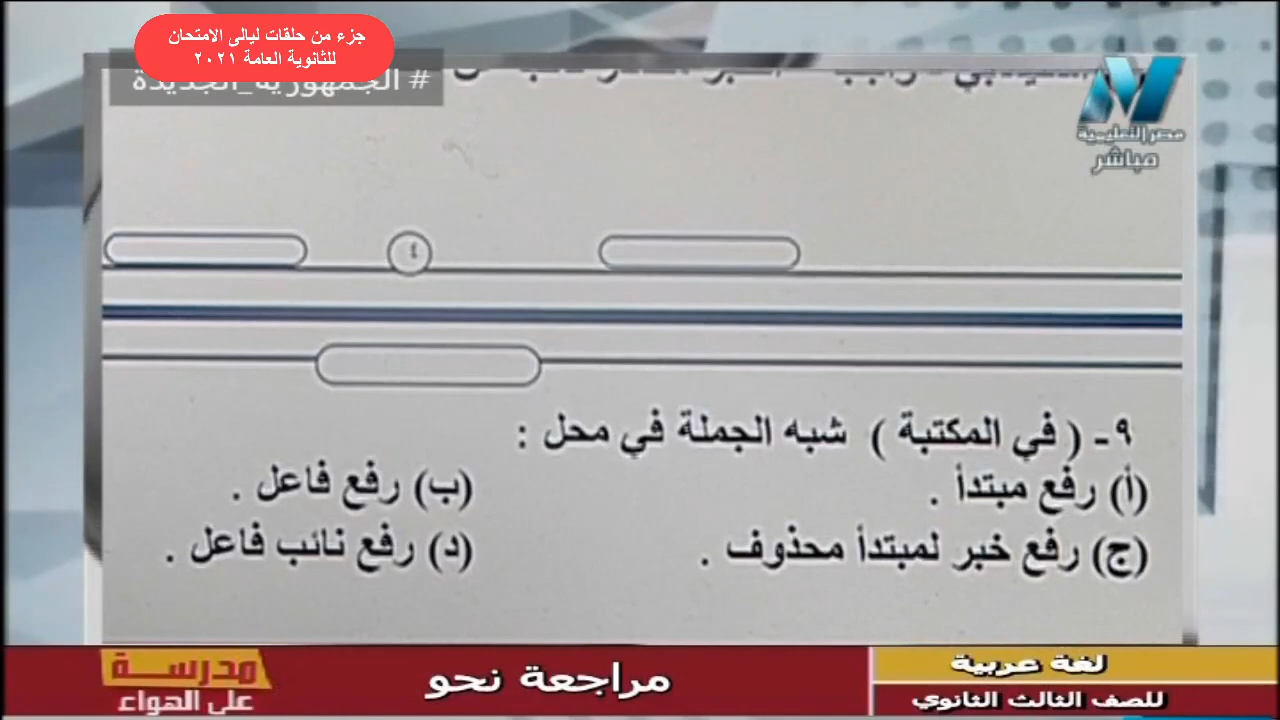 جزء من حلقات ليالى الامتحان
للثانوية العامة ٢٠٢١
# الجمهورية_الجديدة
مصر التعليمية
مباشر
٤
٩- ( في المكتبة ) شبه الجملة في محل :
(أ) رفع مبتدأ .
(ب) رفع فاعل .
(ج) رفع خبر لمبتدأ محذوف .
(د) رفع نائب فاعل .
مدرسة
على الهواء
مراجعة نحو
لغة عربية
للصف الثالث الثانوي